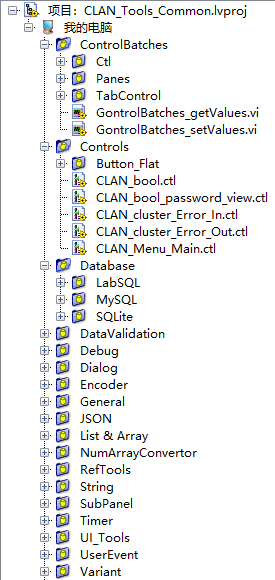 项目：CLAN_Tools_Common.lvproj
我的电脑
ControlBatches
Ctl
Panes
TabControl
GontrolBatches_getValues.vi
GontrolBatches_setValues.vi
Controls
Button_Flat
CLAN_bool.ctl
CLAN_bool_password_view.ctl
CLAN_cluster_Error_In.ctl
CLAN_cluster_Error_Out.ctl
CLAN_Menu_Main.ctl
Database
LabSQL
MySQL
SQLite
DataValidation
Debug
Dialog
Encoder
General
JSON
List & Array
NumArrayConvertor
RefTools
String
SubPanel
Timer
UI_Tools
UserEvent
Variant